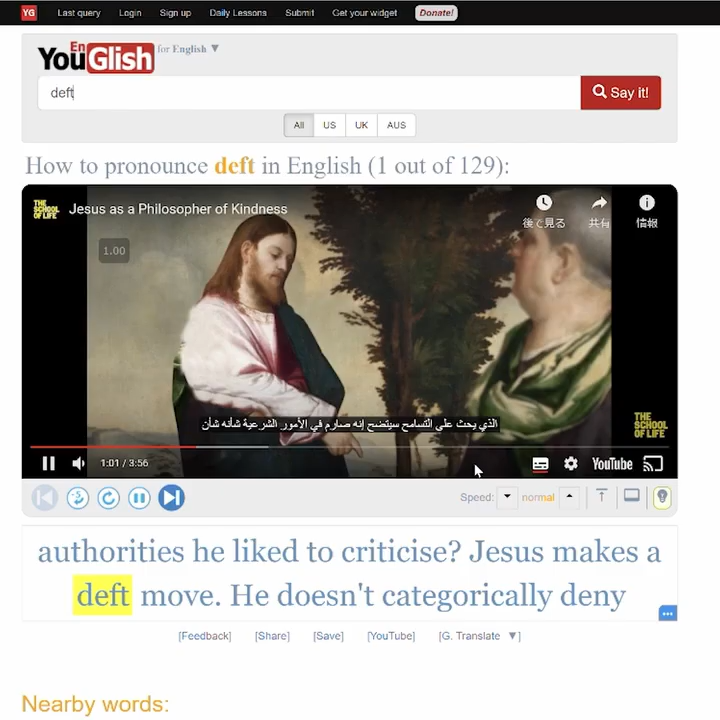 YG Last query Login Sign up Daily Lessons Submit Get your widget Donate!
YouEnGlish for English ▼
deft Say it!
All US UK AUS
How to pronounce deft in English (1 out of 129):
THE SCHOOL OF LIFE Jesus as a Philosopher of Kindness
後で見る 共有 情報
1.00
الذي يحث على التسامح سيتضح إنه صارم في الأمور الشرعية شأنه شأن
THE
SCHOOL
OF LIFE
1:01 / 3:56 YouTube
Speed: normal
authorities he liked to criticise? Jesus makes a
deft move. He doesn't categorically deny
[Feedback] [Share] [Save] [YouTube] [G. Translate ▼]
Nearby words: